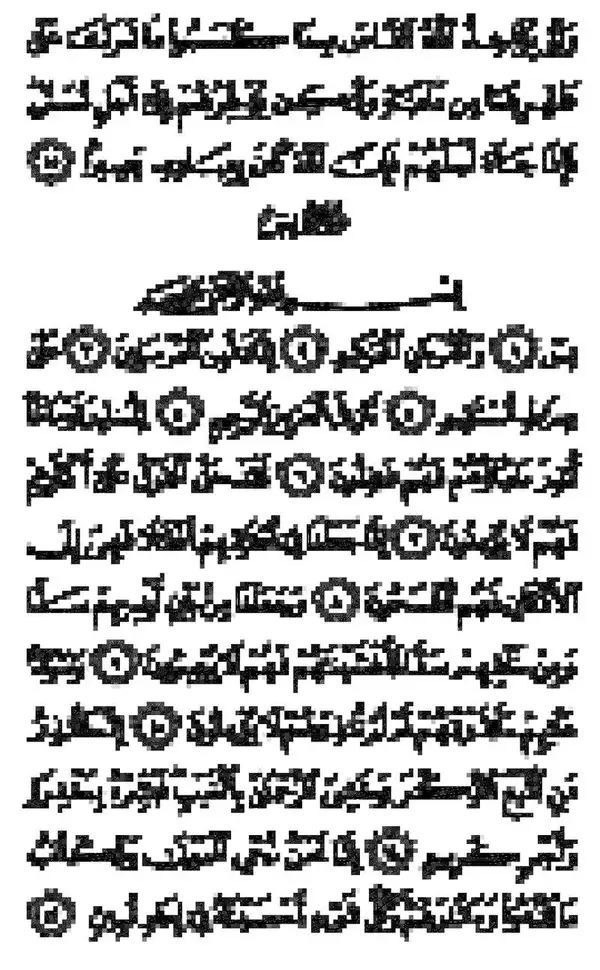 ولو يؤاخذ الله الناس بما كسبوا ما ترك على
ظهرها من دابة ولكن يؤخرهم إلى أجل مسمى
فإذا جاء أجلهم فإن الله كان بعباده بصيرا ٤٥

بسم الله الرحمن الرحيم
يس ١ والقرآن الحكيم ٢ إنك لمن المرسلين ٣ على
صراط مستقيم ٤ تنزيل العزيز الرحيم ٥ لتنذر قوما
ما أنذر آباؤهم فهم غافلون ٦ لقد حق القول على أكثرهم
فهم لا يؤمنون ٧ إنا جعلنا في أعناقهم أغلالا فهي إلى
الأذقان فهم مقمحون ٨ وجعلنا من بين أيديهم سدا
ومن خلفهم سدا فأغشيناهم فهم لا يبصرون ٩ وسواء
عليهم أأنذرتهم أم لم تنذرهم لا يؤمنون ١٠ إنما تنذر
من اتبع الذكر وخشي الرحمن بالغيب فبشره بمغفرة
وأجر كريم ١١ إنا نحن نحي الموتى ونكتب ما قدموا
وآثارهم وكل شيء أحصيناه في إمام مبين ١٢